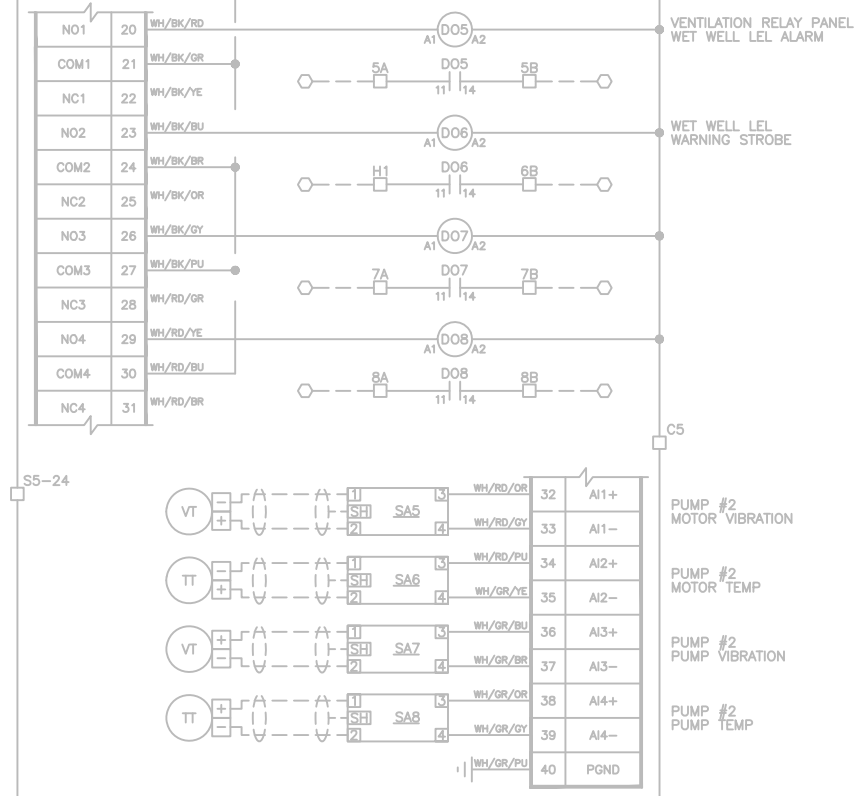 NO1 20 WH/BK/RD DO5 A1 A2 VENTILATION RELAY PANEL
WET WELL LEL ALARM
COM1 21 WH/BK/GR
5A DO5 5B
11 14
NC1 22 WH/BK/YE
NO2 23 WH/BK/BU DO6 A1 A2 WET WELL LEL
WARNING STROBE
COM2 24 WH/BK/BR
H1 DO6 6B
11 14
NC2 25 WH/BK/OR
NO3 26 WH/BK/GY DO7 A1 A2
COM3 27 WH/BK/PU
7A DO7 7B
11 14
NC3 28 WH/RD/GR
NO4 29 WH/RD/YE DO8 A1 A2
COM4 30 WH/RD/BU
8A DO8 8B
11 14
NC4 31 WH/RD/BR
C5
S5-24
VT - + 1 SH 2 SA5 3 4
WH/RD/OR 32 AI1+
WH/RD/GY 33 AI1-
PUMP #2
MOTOR VIBRATION
TT - + 1 SH 2 SA6 3 4
WH/RD/PU 34 AI2+
WH/GR/YE 35 AI2-
PUMP #2
MOTOR TEMP
VT + - 1 SH 2 SA7 3 4
WH/GR/BU 36 AI3+
WH/GR/BR 37 AI3-
PUMP #2
PUMP VIBRATION
TT + - 1 SH 2 SA8 3 4
WH/GR/OR 38 AI4+
WH/GR/GY 39 AI4-
PUMP #2
PUMP TEMP
WH/GR/PU 40 PGND